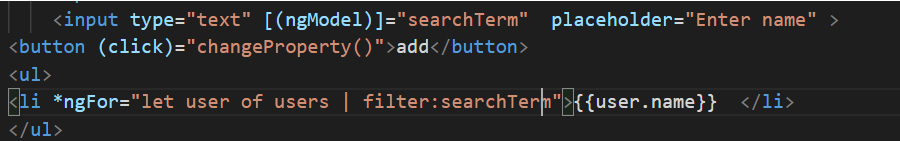 <input type="text" [(ngModel)]="searchTerm"  placeholder="Enter name" >
<button (click)="changeProperty()">add</button>
<ul>
<li *ngFor="let user of users | filter:searchTerm">{{user.name}}  </li>
</ul>